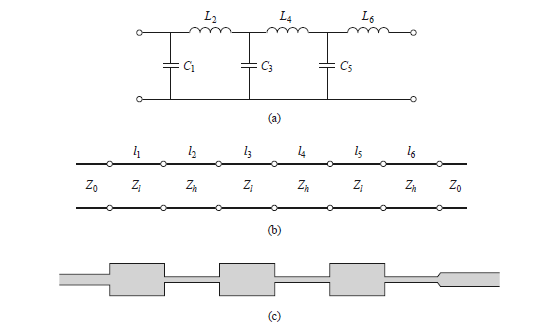 L2 L4 L6
C1 C3 C5
(a)
l1 l2 l3 l4 l5 l6
Z0 Zl Zh Zl Zh Zl Zh Z0
(b)
(c)